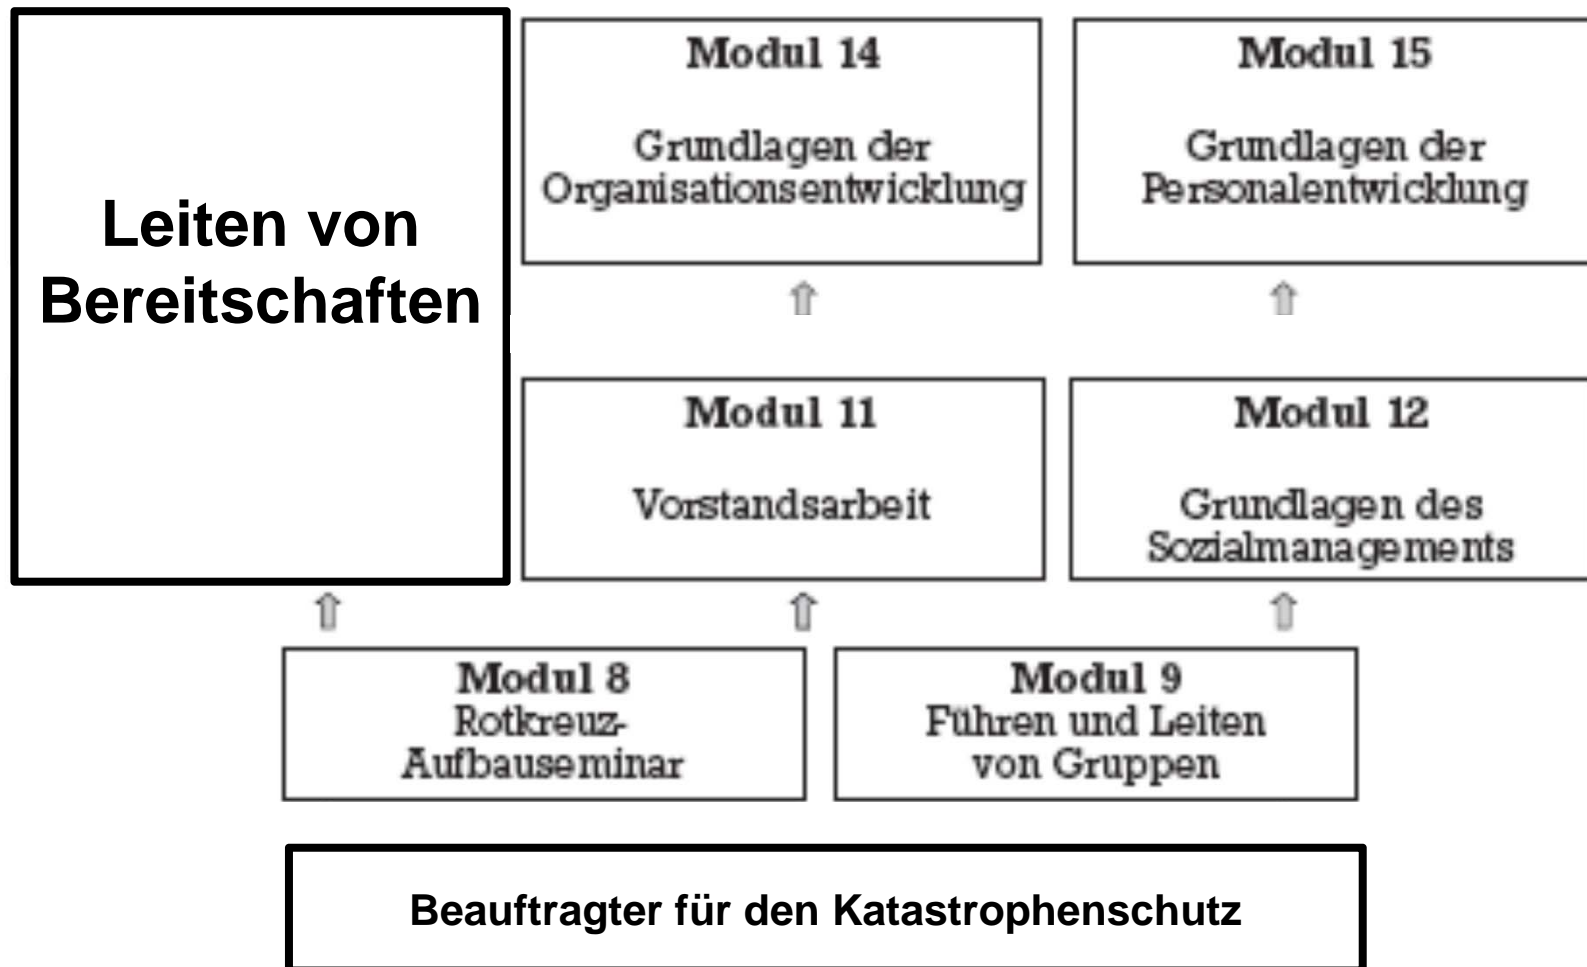 Leiten von
Bereitschaften
Modul 14
Grundlagen der
Organisationsentwicklung
Modul 15
Grundlagen der
Personalentwicklung
Modul 11
Vorstandsarbeit
Modul 12
Grundlagen des
Sozialmanagements
Modul 8
Rotkreuz-
Aufbauseminar
Modul 9
Führen und Leiten
von Gruppen
Beauftragter für den Katastrophenschutz